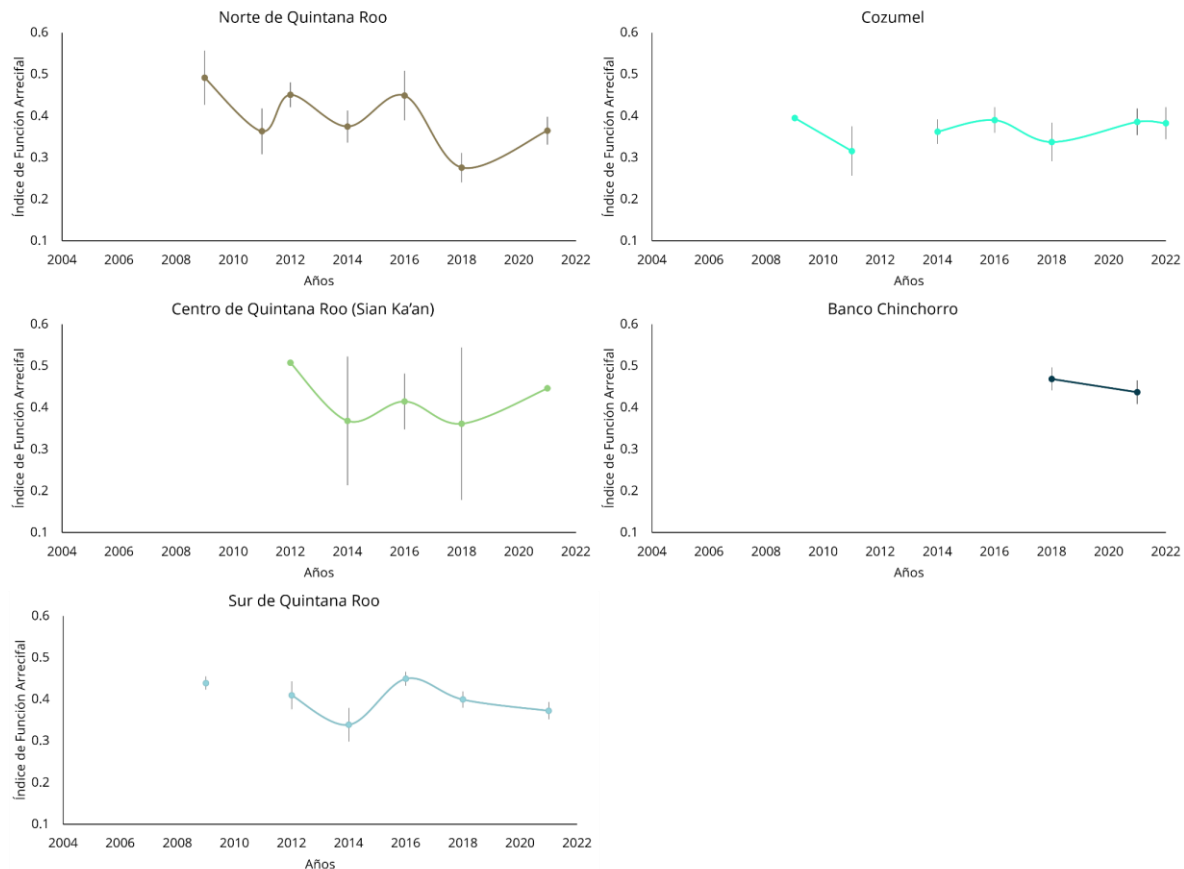 Norte de Quintana Roo
Índice de Función Arrecifal
0.6
0.5
0.4
0.3
0.2
0.1
2004 2006 2008 2010 2012 2014 2016 2018 2020 2022
Años
Cozumel
Índice de Función Arrecifal
0.6
0.5
0.4
0.3
0.2
0.1
2004 2006 2008 2010 2012 2014 2016 2018 2020 2022
Años
Centro de Quintana Roo (Sian Ka’an)
Índice de Función Arrecifal
0.6
0.5
0.4
0.3
0.2
0.1
2004 2006 2008 2010 2012 2014 2016 2018 2020 2022
Años
Banco Chinchorro
Índice de Función Arrecifal
0.6
0.5
0.4
0.3
0.2
0.1
2004 2006 2008 2010 2012 2014 2016 2018 2020 2022
Años
Sur de Quintana Roo
Índice de Función Arrecifal
0.6
0.5
0.4
0.3
0.2
0.1
2004 2006 2008 2010 2012 2014 2016 2018 2020 2022
Años